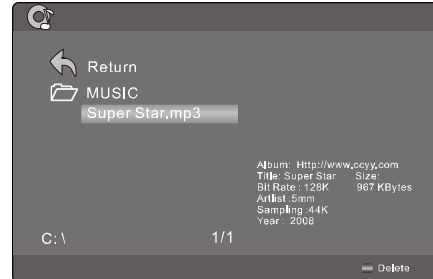 Return
MUSIC
Super Star.mp3
Album: Http://www.ccyy.com
Title: Super Star Size:
Bit Rate : 128K 967 KBytes
Artlist :5mm
Sampling :44K
Year : 2008
C: \ 1/1
Delete